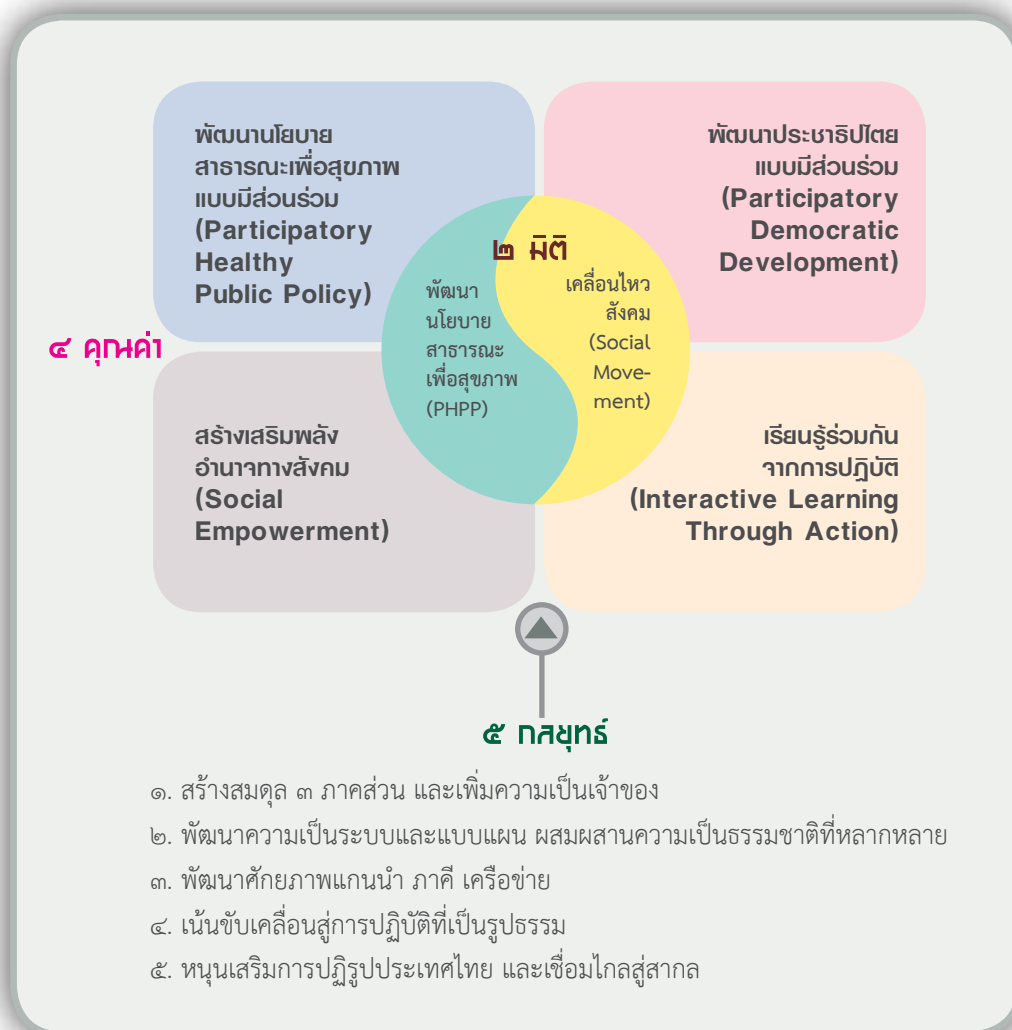 พัฒนานโยบาย
สาธารณะเพื่อสุขภาพ
แบบมีส่วนร่วม
(Participatory
Healthy
Public Policy)
พัฒนาประชาธิปไตย
แบบมีส่วนร่วม
(Participatory
Democratic
Development)
๒ มิติ
พัฒนา
นโยบาย
สาธารณะ
เพื่อสุขภาพ
(PHPP)
เคลื่อนไหว
สังคม
(Social
Move-
ment)
๔ คุณค่า
สร้างเสริมพลัง
อำนาจทางสังคม
(Social
Empowerment)
เรียนรู้ร่วมกัน
จากการปฏิบัติ
(Interactive Learning
Through Action)
๕ กลยุทธ์
๑. สร้างสมดุล ๓ ภาคส่วน และเพิ่มความเป็นเจ้าของ
๒. พัฒนาความเป็นระบบและแบบแผน ผสมผสานความเป็นธรรมชาติที่หลากหลาย
๓. พัฒนาศักยภาพแกนนำ ภาคี เครือข่าย
๔. เน้นขับเคลื่อนสู่การปฏิบัติที่เป็นรูปธรรม
๕. หนุนเสริมการปฏิรูปประเทศไทย และเชื่อมไกลสู่สากล